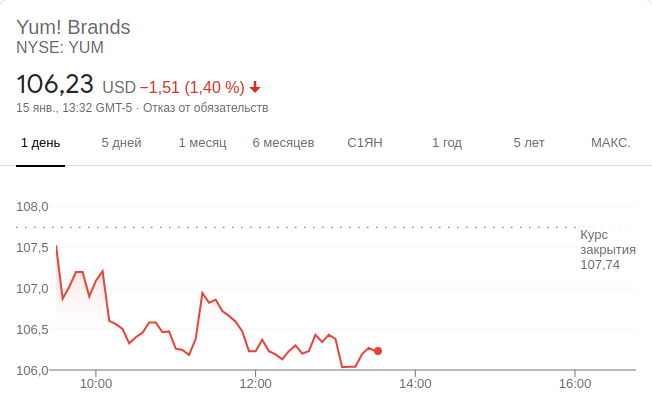 Yum! Brands
NYSE: YUM
106,23 USD −1,51 (1,40 %)
15 янв., 13:32 GMT-5 · Отказ от обязательств
1 день 5 дней 1 месяц 6 месяцев С1ЯН 1 год 5 лет МАКС.
108,0
Курс
закрытия
107,74
107,5
107,0
106,5
106,0
10:00 12:00 14:00 16:00